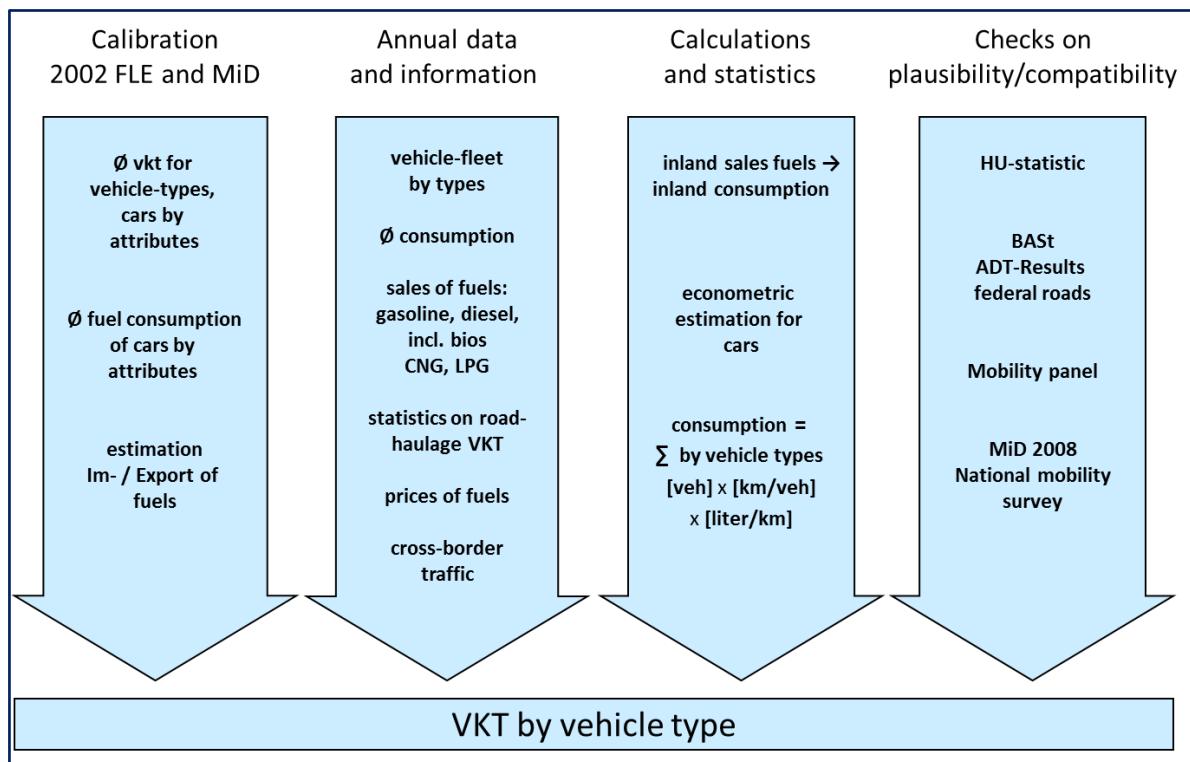 Calibration
2002 FLE and MiD
Ø vkt for
vehicle-types,
cars by
attributes
Ø fuel consumption
of cars by
attributes
estimation
Im- / Export of
fuels
Annual data
and information
vehicle-fleet
by types
Ø consumption
sales of fuels:
gasoline, diesel,
incl. bios
CNG, LPG
statistics on road-
haulage VKT
prices of fuels
cross-border
traffic
Calculations
and statistics
inland sales fuels →
inland consumption
econometric
estimation for
cars
consumption =
∑ by vehicle types
[veh] x [km/veh]
x [liter/km]
Checks on
plausibility/compatibility
HU-statistic
BASt
ADT-Results
federal roads
Mobility panel
MiD 2008
National mobility
survey
VKT by vehicle type